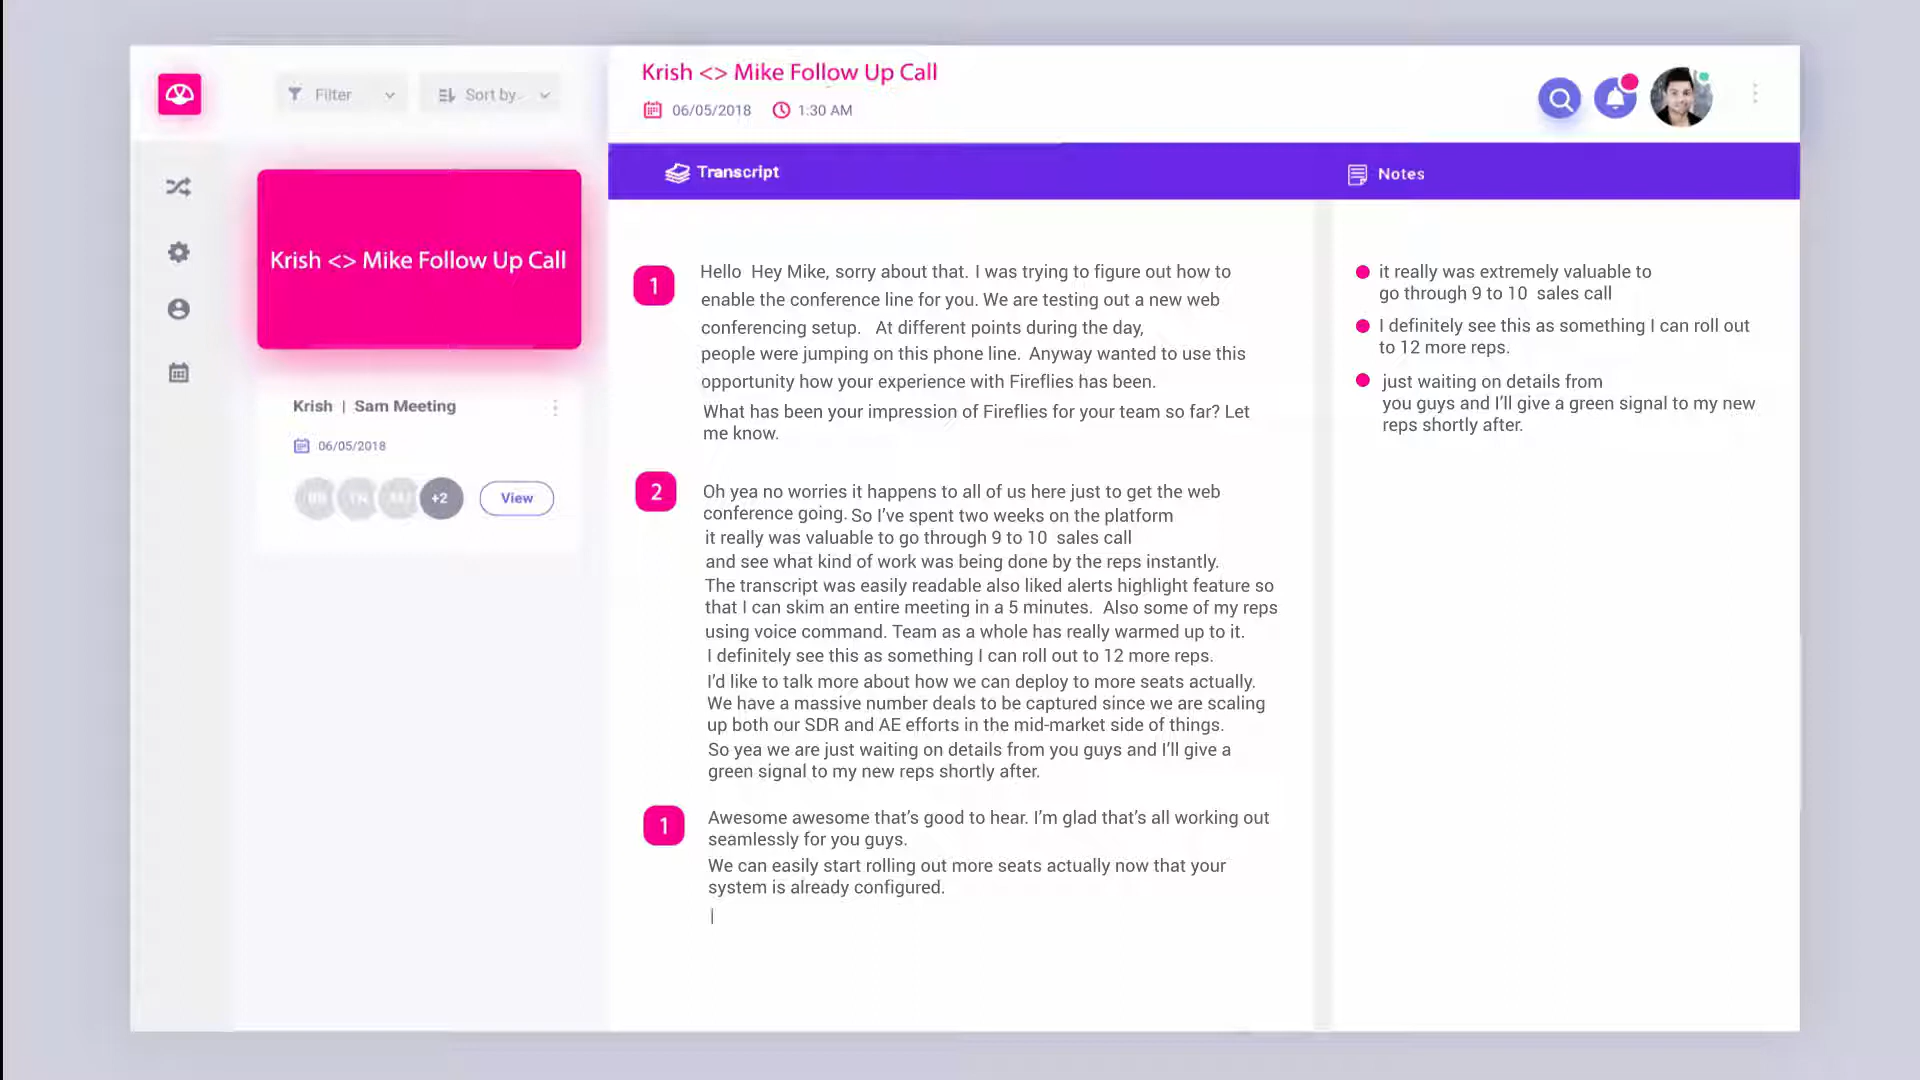 Filter
Sort by
Krish <> Mike Follow Up Call
Krish | Sam Meeting
06/05/2018
+2
View
Krish <> Mike Follow Up Call
06/05/2018
1:30 AM
Transcript
Notes
1
Hello  Hey Mike, sorry about that. I was trying to figure out how to
enable the conference line for you. We are testing out a new web
conferencing setup.   At different points during the day,
people were jumping on this phone line.  Anyway wanted to use this
opportunity how your experience with Fireflies has been.
What has been your impression of Fireflies for your team so far? Let
me know.
2
Oh yea no worries it happens to all of us here just to get the web
conference going. So I've spent two weeks on the platform
it really was valuable to go through 9 to 10  sales call
and see what kind of work was being done by the reps instantly.
The transcript was easily readable also liked alerts highlight feature so
that I can skim an entire meeting in a 5 minutes.  Also some of my reps
using voice command. Team as a whole has really warmed up to it.
I definitely see this as something I can roll out to 12 more reps.
I'd like to talk more about how we can deploy to more seats actually.
We have a massive number deals to be captured since we are scaling
up both our SDR and AE efforts in the mid-market side of things.
So yea we are just waiting on details from you guys and I'll give a
green signal to my new reps shortly after.
1
Awesome awesome that's good to hear. I'm glad that's all working out
seamlessly for you guys.
We can easily start rolling out more seats actually now that your
system is already configured.
it really was extremely valuable to
go through 9 to 10  sales call
I definitely see this as something I can roll out
to 12 more reps.
just waiting on details from
you guys and I'll give a green signal to my new
reps shortly after.